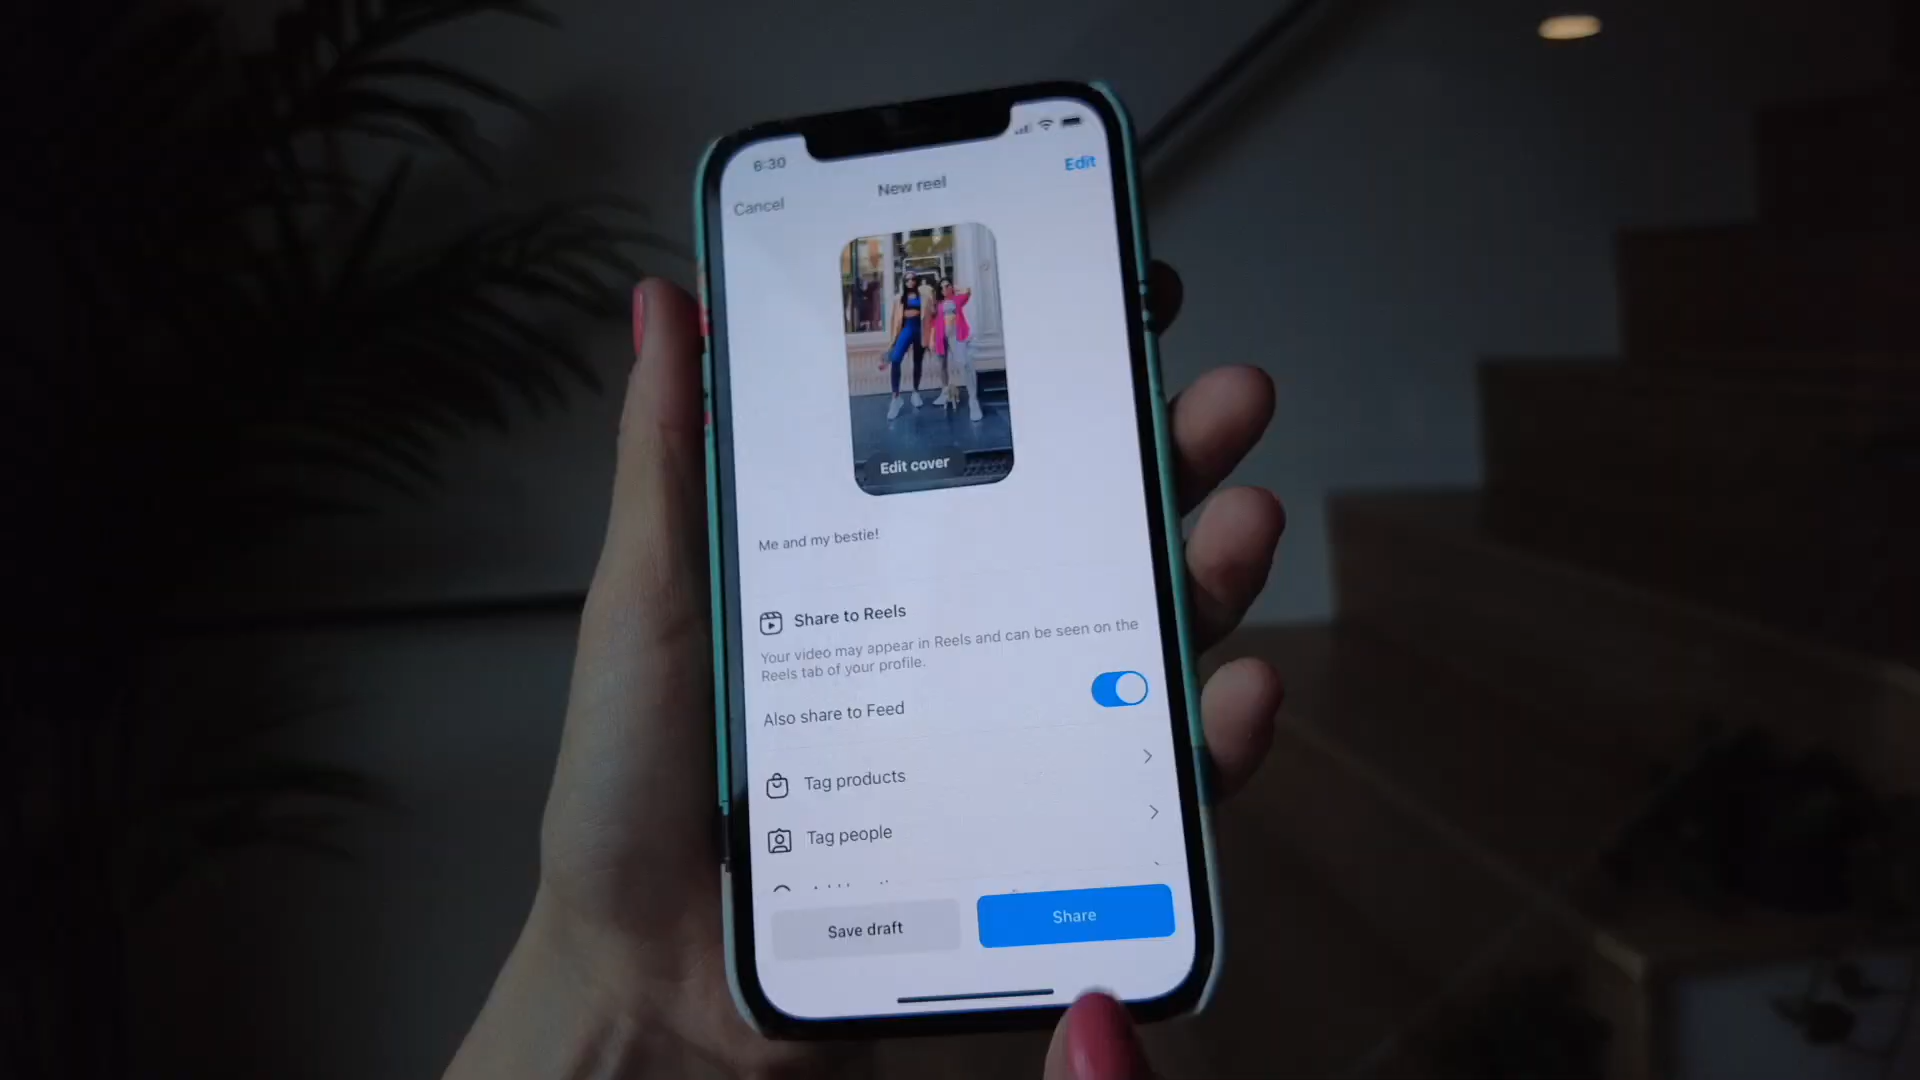 6:30
Edit
New reel
Cancel
Edit cover
Me and my bestie!
Share to Reels
Your video may appear in Reels and can be seen on the
Reels tab of your profile.
Also share to Feed
Tag products
Tag people
Save draft
Share